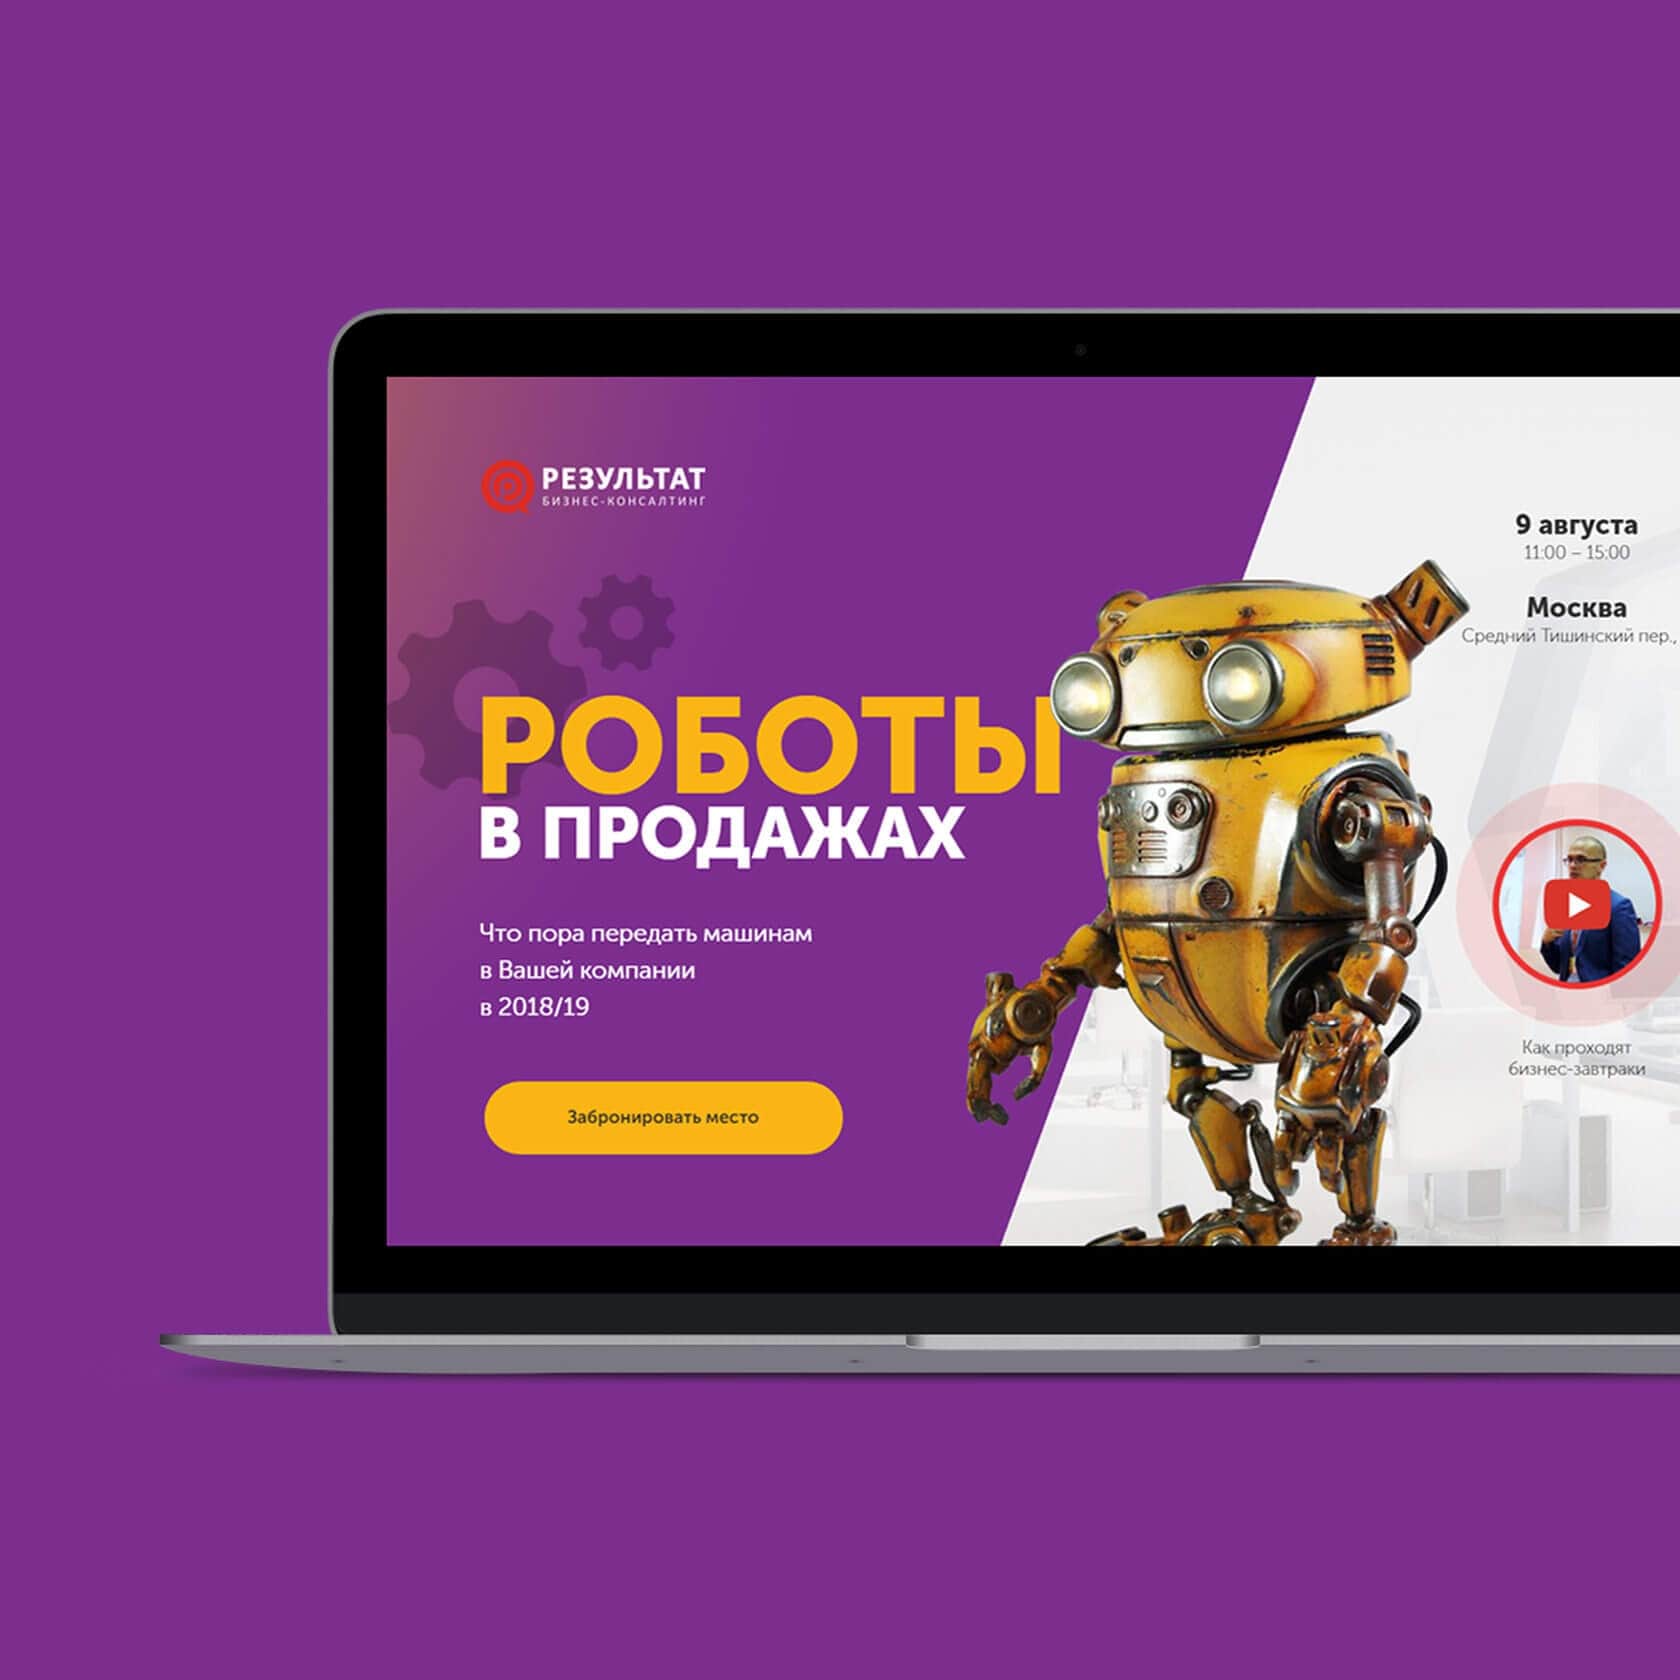 РЕЗУЛЬТАТ
БИЗНЕС-КОНСАЛТИНГ
РОБОТЫ
В ПРОДАЖАХ
Что пора передать машинам
в Вашей компании
в 2018/19
Забронировать место
9 августа
11:00 – 15:00
Москва
Средний Тишинский пер.,
Как проходят
бизнес-завтраки